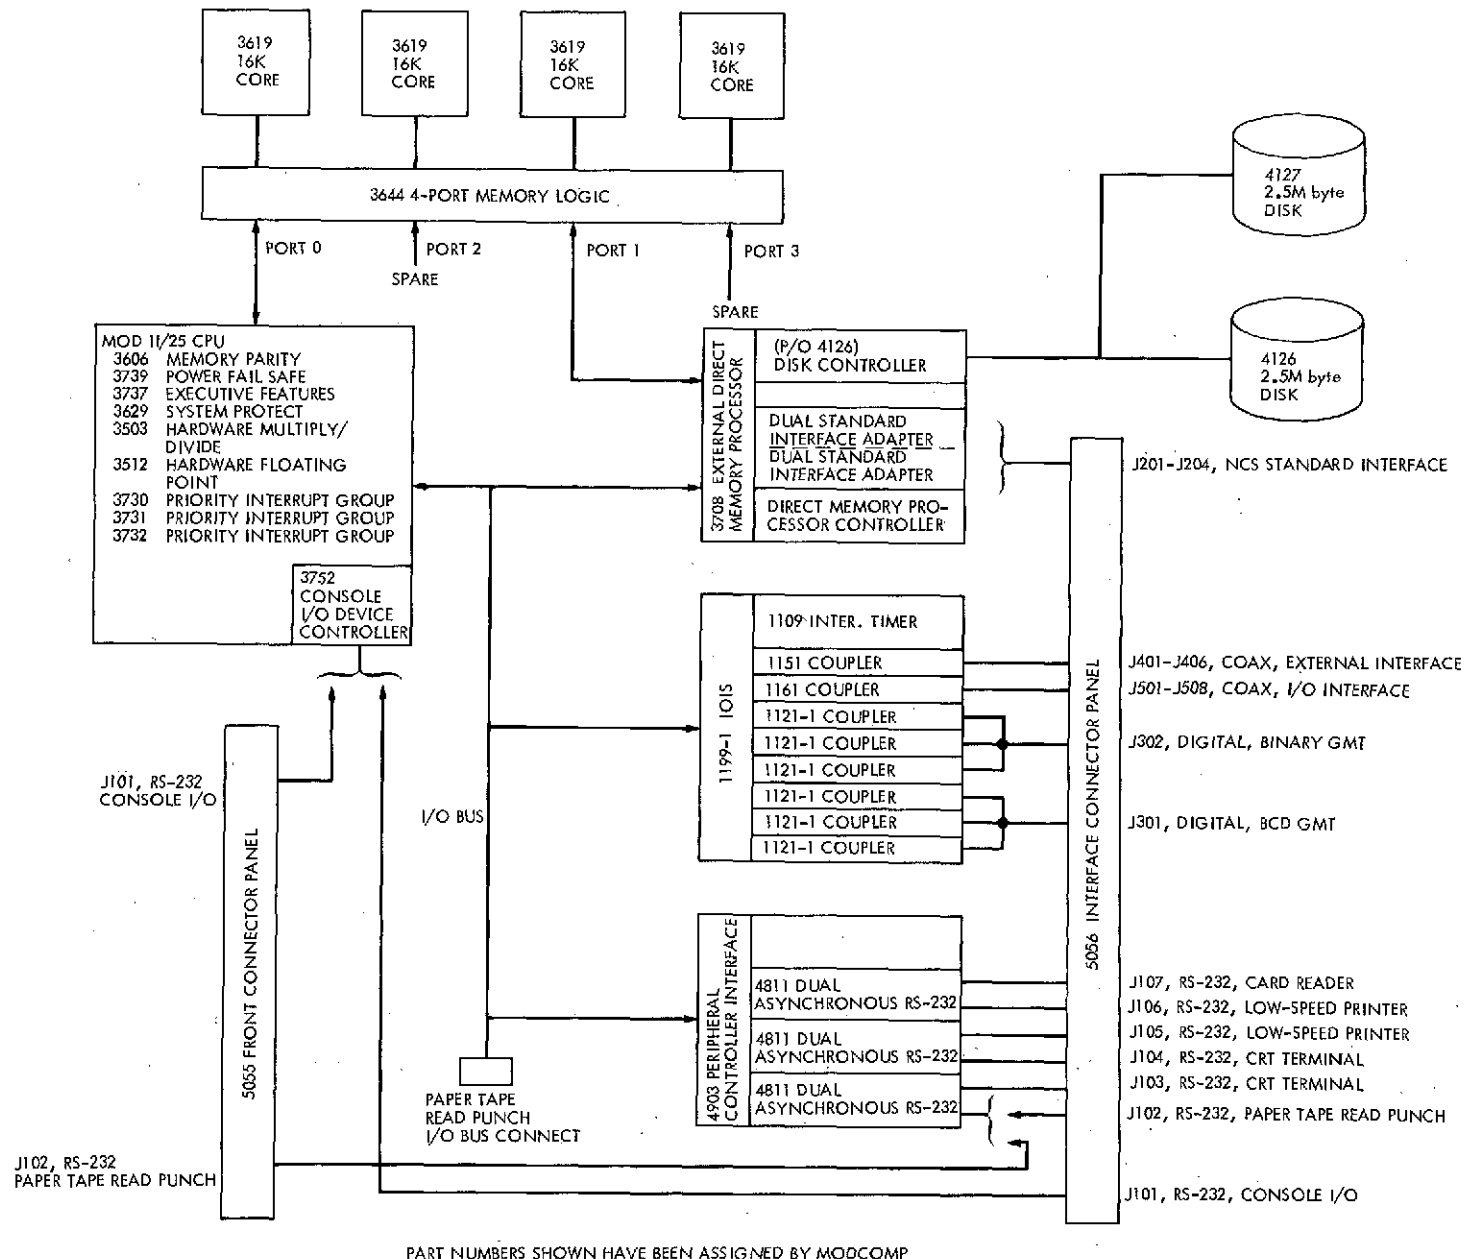 3619
16K
CORE
3619
16K
CORE
3619
16K
CORE
3619
16K
CORE
3644 4-PORT MEMORY LOGIC
PORT 0
PORT 2
PORT 1
PORT 3
SPARE
SPARE
4127
2.5M byte
DISK
4126
2.5M byte
DISK
MOD II/25 CPU
3606 MEMORY PARITY
3739 POWER FAIL SAFE
3737 EXECUTIVE FEATURES
3629 SYSTEM PROTECT
3503 HARDWARE MULTIPLY/
DIVIDE
3512 HARDWARE FLOATING
POINT
3730 PRIORITY INTERRUPT GROUP
3731 PRIORITY INTERRUPT GROUP
3732 PRIORITY INTERRUPT GROUP
3752
CONSOLE
I/O DEVICE
CONTROLLER
3708 EXTERNAL DIRECT
MEMORY PROCESSOR
(P/O 4126)
DISK CONTROLLER
DUAL STANDARD
INTERFACE ADAPTER
DUAL STANDARD
INTERFACE ADAPTER
DIRECT MEMORY PRO-
CESSOR CONTROLLER
J201-J204, NCS STANDARD INTERFACE
1199-1 IOIS
1109 INTER. TIMER
1151 COUPLER
1161 COUPLER
1121-1 COUPLER
1121-1 COUPLER
1121-1 COUPLER
1121-1 COUPLER
1121-1 COUPLER
1121-1 COUPLER
5056 INTERFACE CONNECTOR PANEL
J401-J406, COAX, EXTERNAL INTERFACE
J501-J508, COAX, I/O INTERFACE
J302, DIGITAL, BINARY GMT
J301, DIGITAL, BCD GMT
J101, RS-232
CONSOLE I/O
5055 FRONT CONNECTOR PANEL
I/O BUS
4903 PERIPHERAL
CONTROLLER INTERFACE
4811 DUAL
ASYNCHRONOUS RS-232
4811 DUAL
ASYNCHRONOUS RS-232
4811 DUAL
ASYNCHRONOUS RS-232
J107, RS-232, CARD READER
J106, RS-232, LOW-SPEED PRINTER
J105, RS-232, LOW-SPEED PRINTER
J104, RS-232, CRT TERMINAL
J103, RS-232, CRT TERMINAL
J102, RS-232, PAPER TAPE READ PUNCH
PAPER TAPE
READ PUNCH
I/O BUS CONNECT
J102, RS-232
PAPER TAPE READ PUNCH
J101, RS-232, CONSOLE I/O
PART NUMBERS SHOWN HAVE BEEN ASSIGNED BY MODCOMP